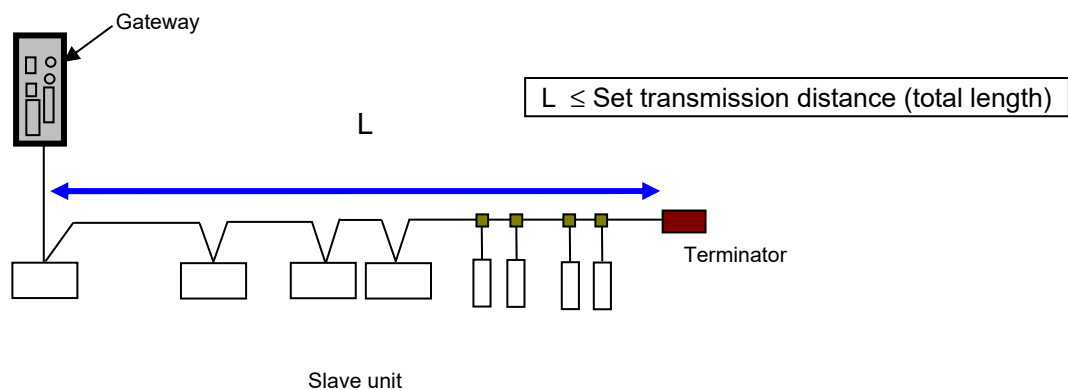 Gateway
L ≤ Set transmission distance (total length)
L
Terminator
Slave unit